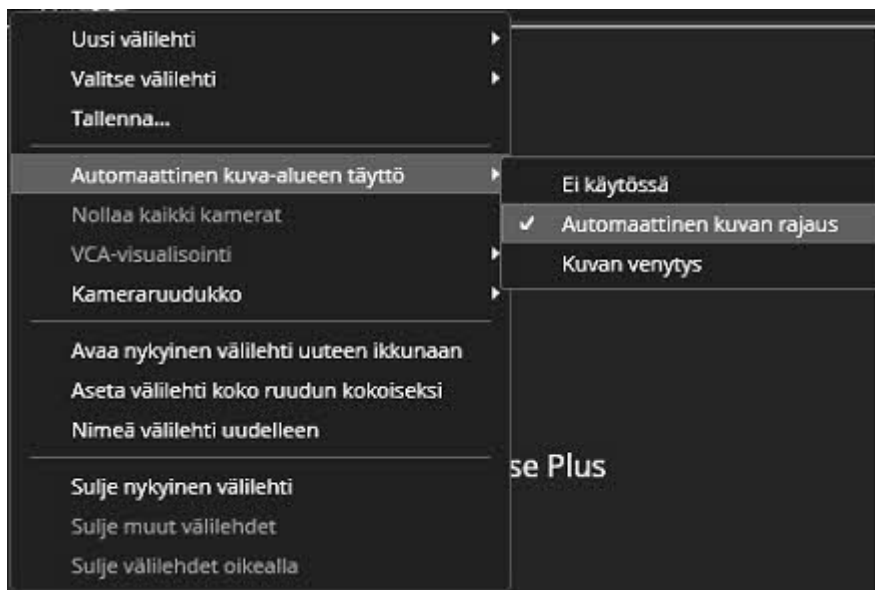 Uusi välilehti
Valitse välilehti
Tallenna...
Automaattinen kuva-alueen täyttö
Ei käytössä
Nollaa kaikki kamerat
Automaattinen kuvan rajaus
VCA-visualisointi
Kuvan venytys
Kameraruudukko
Avaa nykyinen välilehti uuteen ikkunaan
Aseta välilehti koko ruudun kokoiseksi
Nimeä välilehti uudelleen
se Plus
Sulje nykyinen välilehti
Sulje muut välilehdet
Sulje välilehdet oikealla